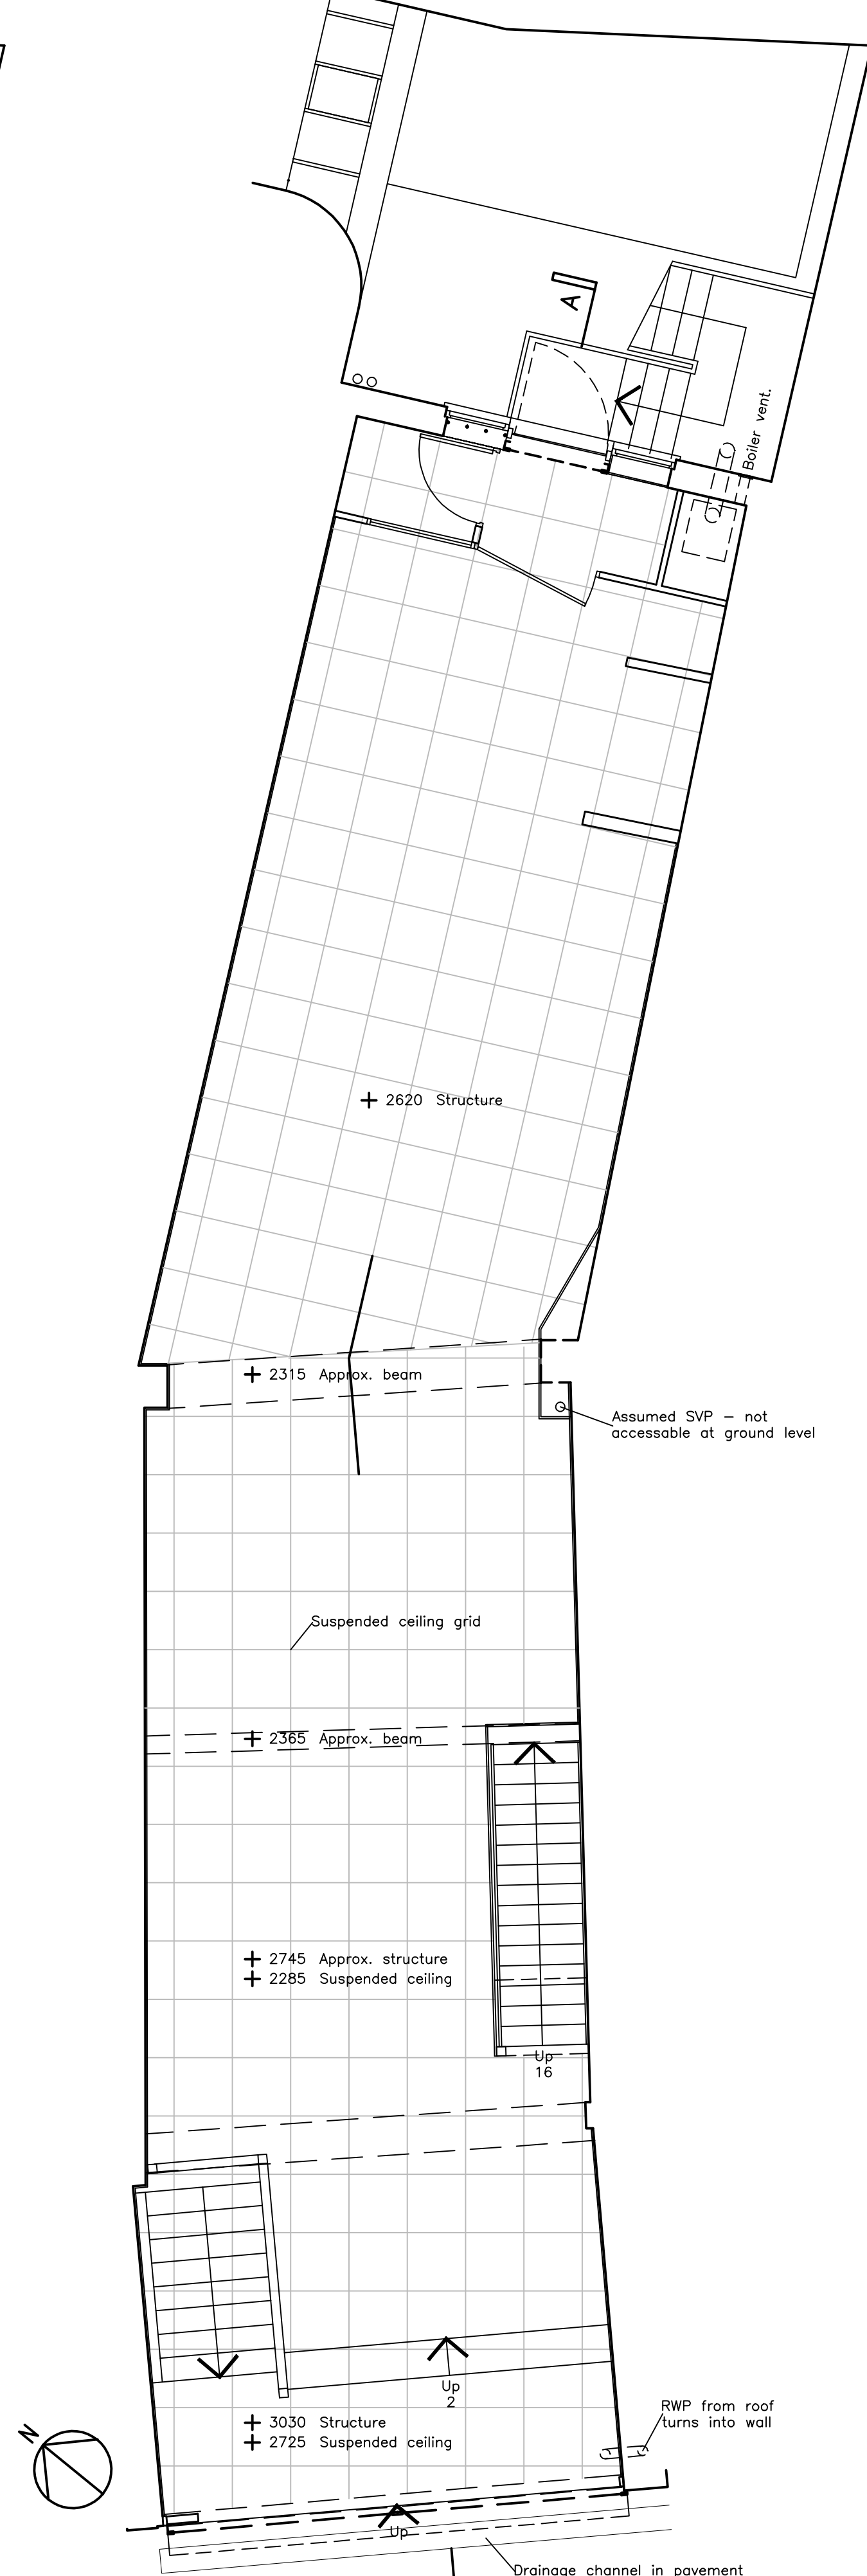 A
Boiler vent.
2620 Structure
2315 Approx. beam
Assumed SVP – not
accessable at ground level
Suspended ceiling grid
2365 Approx. beam
2745 Approx. structure
2285 Suspended ceiling
Up
16
Up
2
RWP from roof
turns into wall
3030 Structure
2725 Suspended ceiling
N
Up
Drainage channel in pavement